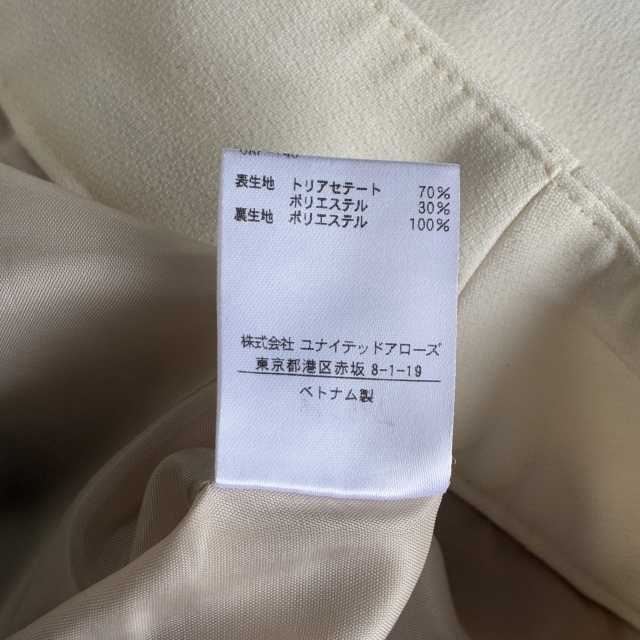 表生地 トリアセテート 70%
ポリエステル 30%
裏生地 ポリエステル 100%
株式会社 ユナイテッドアローズ
東京都港区赤坂 8-1-19
ベトナム製